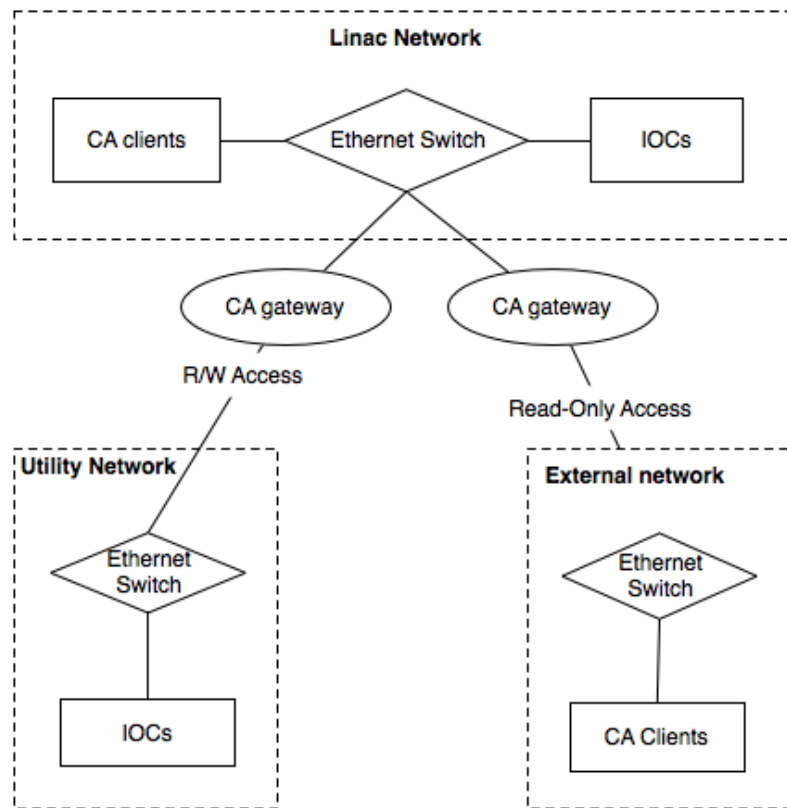 Linac Network
CA clients
Ethernet Switch
IOCs
CA gateway
CA gateway
R/W Access
Read-Only Access
Utility Network
External network
Ethernet
Switch
Ethernet
Switch
IOCs
CA Clients